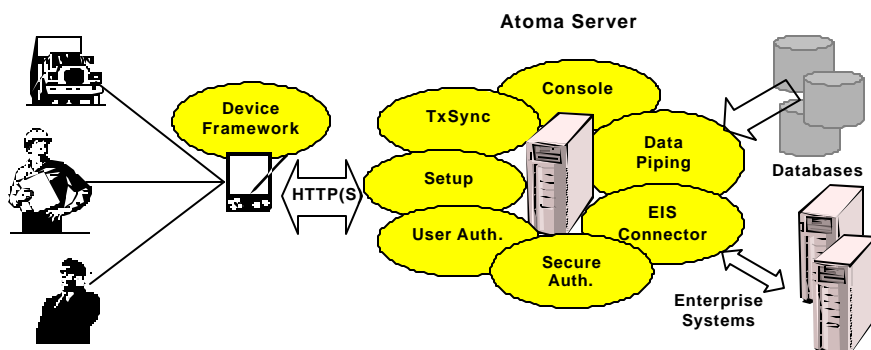 Atoma Server
Device
Framework
HTTP(S
TxSync
Console
Setup
Data
Piping
User Auth.
EIS
Connector
Secure
Auth.
Databases
Enterprise
Systems